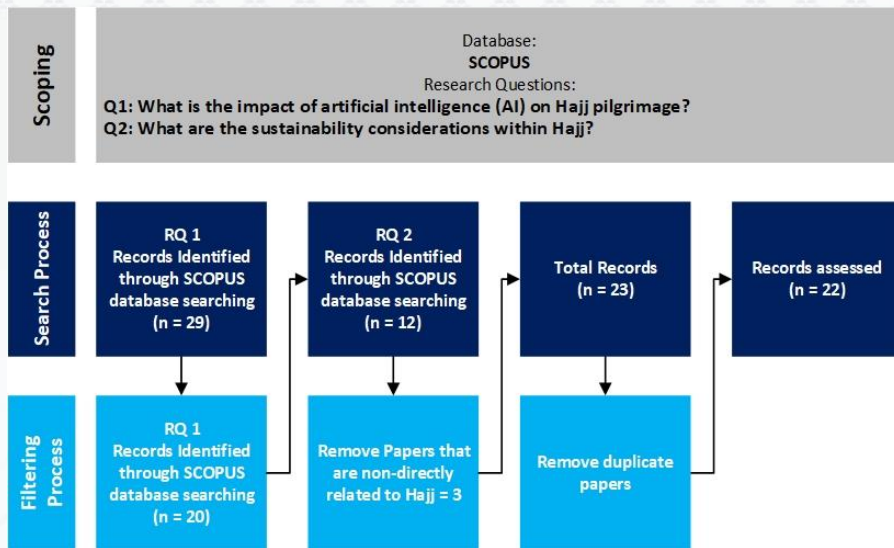 Scoping
Database:
SCOPUS
Research Questions:
Q1: What is the impact of artificial intelligence (AI) on Hajj pilgrimage?
Q2: What are the sustainability considerations within Hajj?
Search Process
RQ 1
Records Identified
through SCOPUS
database searching
(n = 29)
RQ 2
Records Identified
through SCOPUS
database searching
(n = 12)
Total Records
(n = 23)
Records assessed
(n = 22)
Filtering
Process
RQ 1
Records Identified
through SCOPUS
database searching
(n = 20)
Remove Papers that
are non-directly
related to Hajj = 3
Remove duplicate
papers